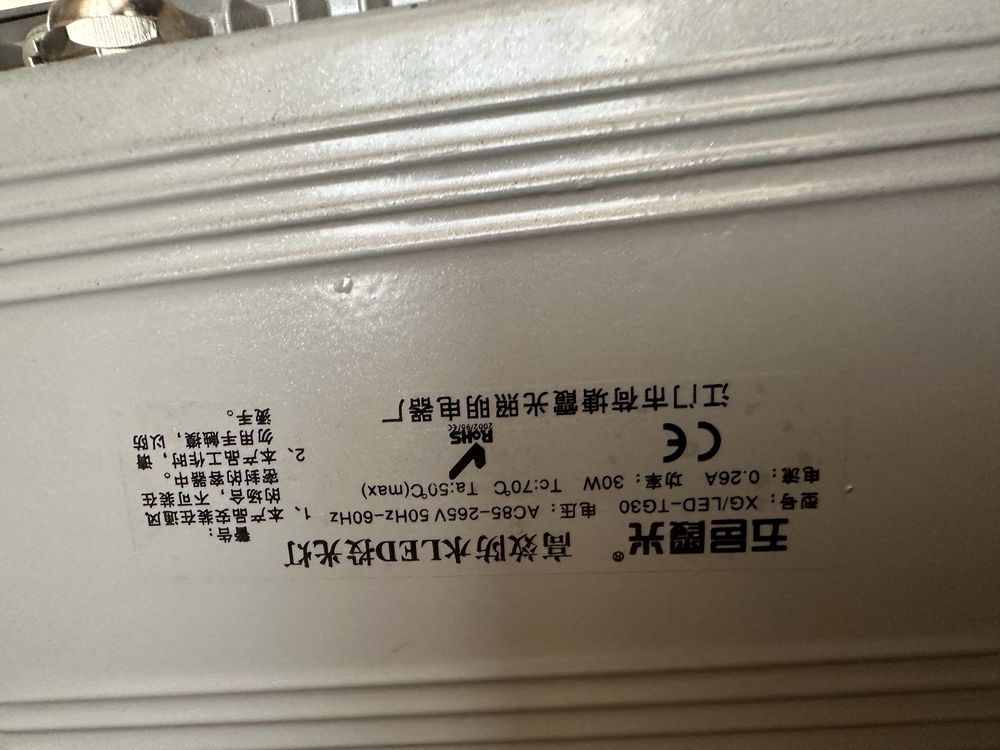 五邑霞光® 高效防水LED投光灯
型号：XG/LED-TG30 电压：AC85-265V 50Hz-60Hz
电流：0.26A 功率：30W Tc:70℃ Ta:50℃(max)
CE RoHS
2002/95/EC
江门市荷塘霞光照明电器厂
警告：
1、本产品安装在通风
的场合，不可装在
密封的容器中。
2、本产品工作时，请
勿用手触摸，以防
烫手。